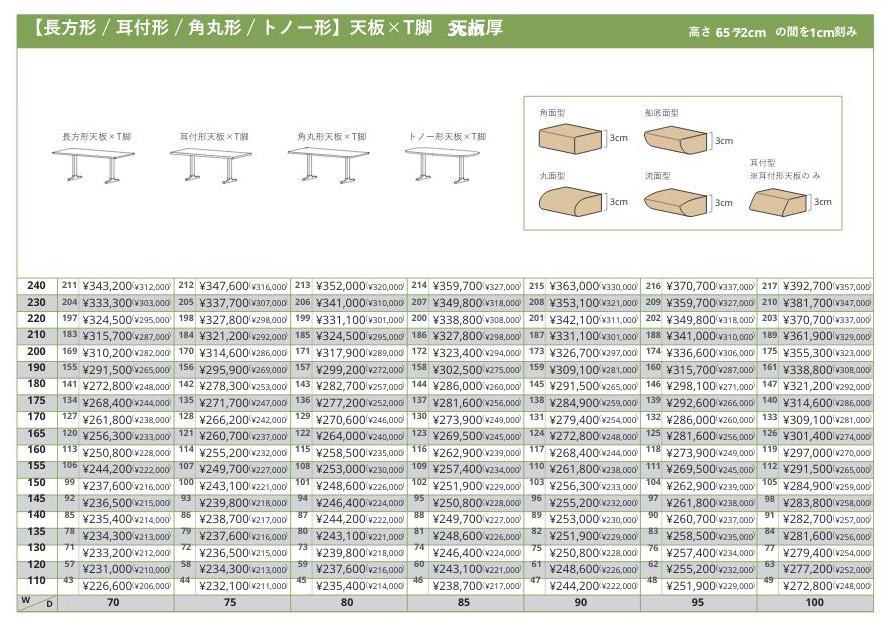 【長方形 / 耳付形 / 角丸形 / トノー形】天板×T脚 天板厚 3cm 高さ 65~72cm の間を1cm刻み
角面型 船底面型
3cm 3cm
長方形天板×T脚 耳付形天板×T脚 角丸形天板×T脚 トノー形天板×T脚
耳付型
丸面型 流面型 ※耳付形天板のみ
3cm 3cm 3cm
240 211 ¥343,200(¥312,000) 212 ¥347,600(¥316,000) 213 ¥352,000(¥320,000) 214 ¥359,700(¥327,000) 215 ¥363,000(¥330,000) 216 ¥370,700(¥337,000) 217 ¥392,700(¥357,000)
230 204 ¥333,300(¥303,000) 205 ¥337,700(¥307,000) 206 ¥341,000(¥310,000) 207 ¥349,800(¥318,000) 208 ¥353,100(¥321,000) 209 ¥359,700(¥327,000) 210 ¥381,700(¥347,000)
220 197 ¥324,500(¥295,000) 198 ¥327,800(¥298,000) 199 ¥331,100(¥301,000) 200 ¥338,800(¥308,000) 201 ¥342,100(¥311,000) 202 ¥349,800(¥318,000) 203 ¥370,700(¥337,000)
210 183 ¥315,700(¥287,000) 184 ¥321,200(¥292,000) 185 ¥324,500(¥295,000) 186 ¥327,800(¥298,000) 187 ¥331,100(¥301,000) 188 ¥341,000(¥310,000) 189 ¥361,900(¥329,000)
200 169 ¥310,200(¥282,000) 170 ¥314,600(¥286,000) 171 ¥317,900(¥289,000) 172 ¥323,400(¥294,000) 173 ¥326,700(¥297,000) 174 ¥336,600(¥306,000) 175 ¥355,300(¥323,000)
190 155 ¥291,500(¥265,000) 156 ¥295,900(¥269,000) 157 ¥299,200(¥272,000) 158 ¥302,500(¥275,000) 159 ¥309,100(¥281,000) 160 ¥315,700(¥287,000) 161 ¥338,800(¥308,000)
180 141 ¥272,800(¥248,000) 142 ¥278,300(¥253,000) 143 ¥282,700(¥257,000) 144 ¥286,000(¥260,000) 145 ¥291,500(¥265,000) 146 ¥298,100(¥271,000) 147 ¥321,200(¥292,000)
175 134 ¥268,400(¥244,000) 135 ¥271,700(¥247,000) 136 ¥277,200(¥252,000) 137 ¥281,600(¥256,000) 138 ¥284,900(¥259,000) 139 ¥292,600(¥266,000) 140 ¥314,600(¥286,000)
170 127 ¥261,800(¥238,000) 128 ¥266,200(¥242,000) 129 ¥270,600(¥246,000) 130 ¥273,900(¥249,000) 131 ¥279,400(¥254,000) 132 ¥286,000(¥260,000) 133 ¥309,100(¥281,000)
165 120 ¥256,300(¥233,000) 121 ¥260,700(¥237,000) 122 ¥264,000(¥240,000) 123 ¥269,500(¥245,000) 124 ¥272,800(¥248,000) 125 ¥281,600(¥256,000) 126 ¥301,400(¥274,000)
160 113 ¥250,800(¥228,000) 114 ¥255,200(¥232,000) 115 ¥258,500(¥235,000) 116 ¥262,900(¥239,000) 117 ¥268,400(¥244,000) 118 ¥273,900(¥249,000) 119 ¥297,000(¥270,000)
155 106 ¥244,200(¥222,000) 107 ¥249,700(¥227,000) 108 ¥253,000(¥230,000) 109 ¥257,400(¥234,000) 110 ¥261,800(¥238,000) 111 ¥269,500(¥245,000) 112 ¥291,500(¥265,000)
150 99 ¥237,600(¥216,000) 100 ¥243,100(¥221,000) 101 ¥248,600(¥226,000) 102 ¥251,900(¥229,000) 103 ¥256,300(¥233,000) 104 ¥262,900(¥239,000) 105 ¥284,900(¥259,000)
145 92 ¥236,500(¥215,000) 93 ¥239,800(¥218,000) 94 ¥246,400(¥224,000) 95 ¥250,800(¥228,000) 96 ¥255,200(¥232,000) 97 ¥261,800(¥238,000) 98 ¥283,800(¥258,000)
140 85 ¥235,400(¥214,000) 86 ¥238,700(¥217,000) 87 ¥244,200(¥222,000) 88 ¥249,700(¥227,000) 89 ¥253,000(¥230,000) 90 ¥260,700(¥237,000) 91 ¥282,700(¥257,000)
135 78 ¥234,300(¥213,000) 79 ¥237,600(¥216,000) 80 ¥243,100(¥221,000) 81 ¥248,600(¥226,000) 82 ¥251,900(¥229,000) 83 ¥258,500(¥235,000) 84 ¥281,600(¥256,000)
130 71 ¥233,200(¥212,000) 72 ¥236,500(¥215,000) 73 ¥239,800(¥218,000) 74 ¥246,400(¥224,000) 75 ¥250,800(¥228,000) 76 ¥257,400(¥234,000) 77 ¥279,400(¥254,000)
120 57 ¥231,000(¥210,000) 58 ¥234,300(¥213,000) 59 ¥237,600(¥216,000) 60 ¥243,100(¥221,000) 61 ¥248,600(¥226,000) 62 ¥255,200(¥232,000) 63 ¥277,200(¥252,000)
110 43 ¥226,600(¥206,000) 44 ¥232,100(¥211,000) 45 ¥235,400(¥214,000) 46 ¥238,700(¥217,000) 47 ¥244,200(¥222,000) 48 ¥251,900(¥229,000) 49 ¥272,800(¥248,000)
W D 70 75 80 85 90 95 100